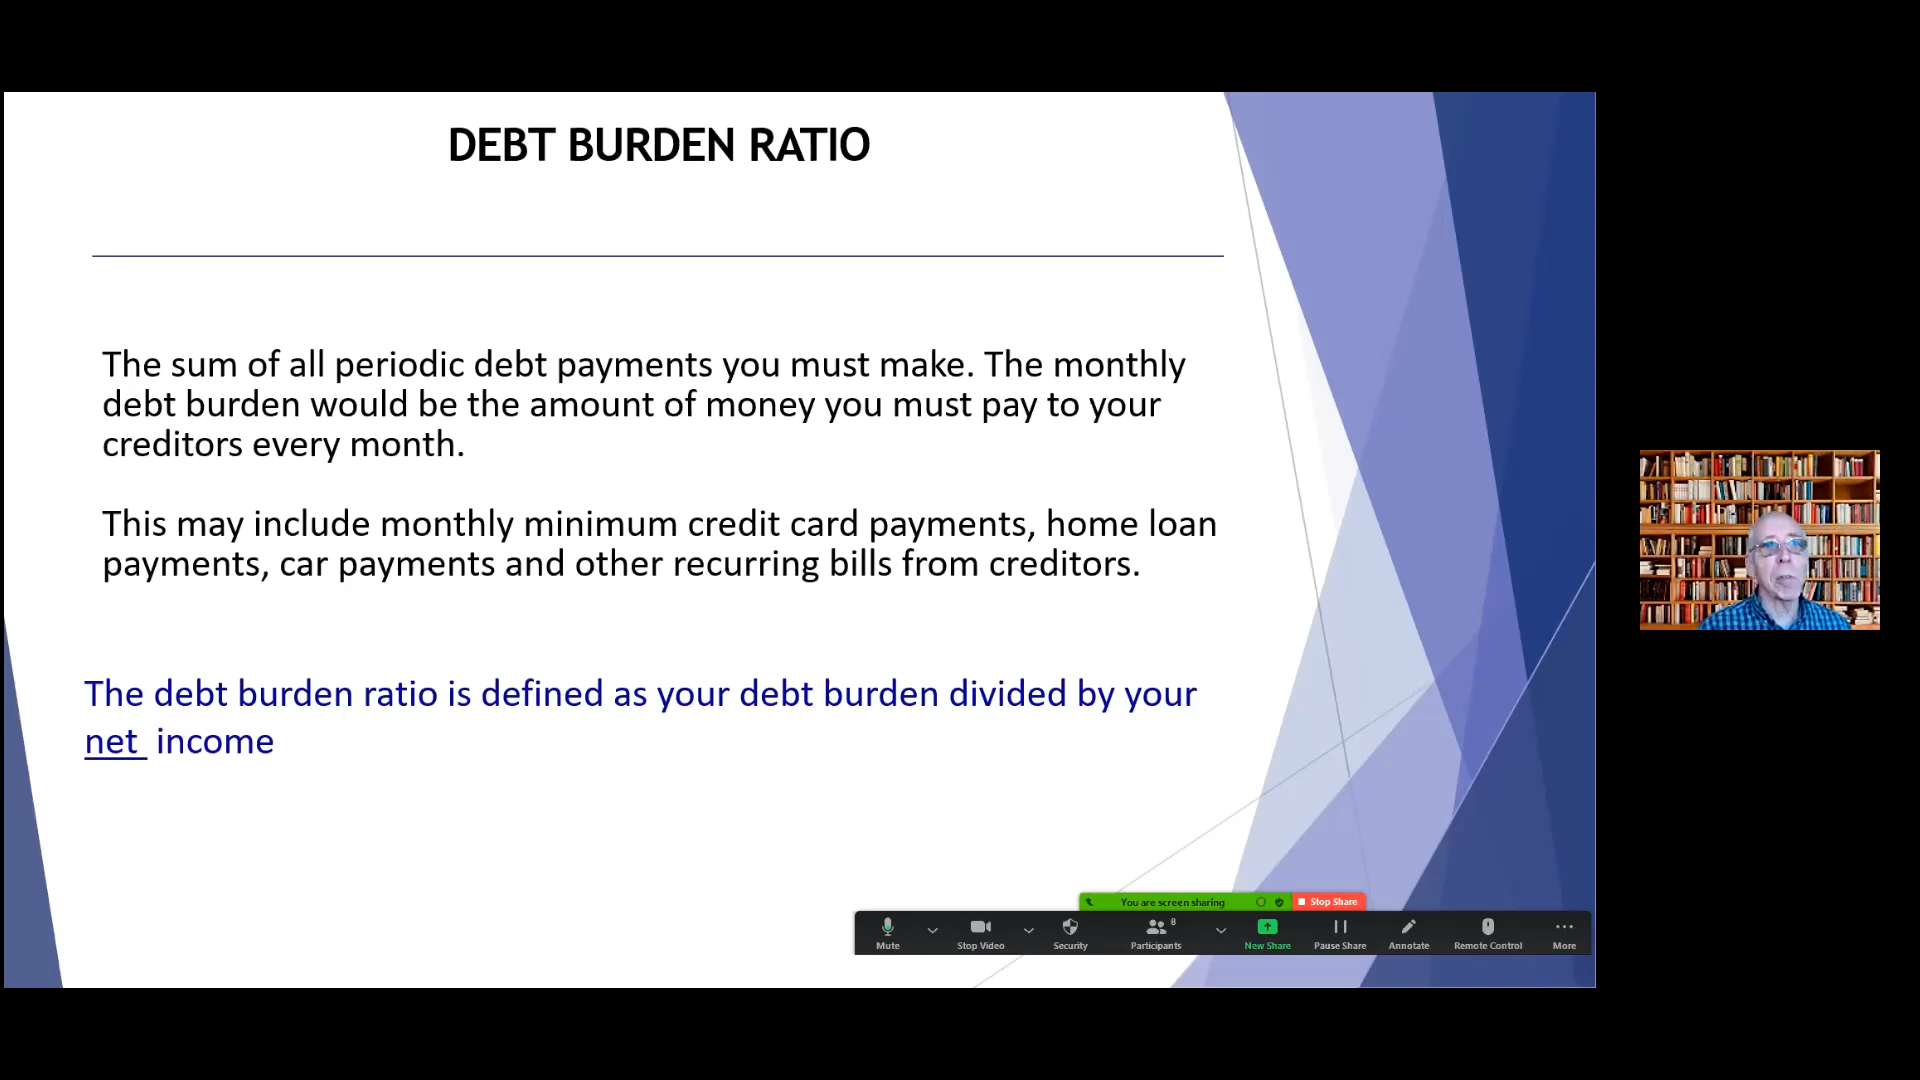 DEBT BURDEN RATIO
The sum of all periodic debt payments you must make. The monthly
debt burden would be the amount of money you must pay to your
creditors every month.
This may include monthly minimum credit card payments, home loan
payments, car payments and other recurring bills from creditors.
The debt burden ratio is defined as your debt burden divided by your
net income
You are screen sharing Stop Share
8
Mute Stop Video Security Participants New Share Pause Share Annotate Remote Control More